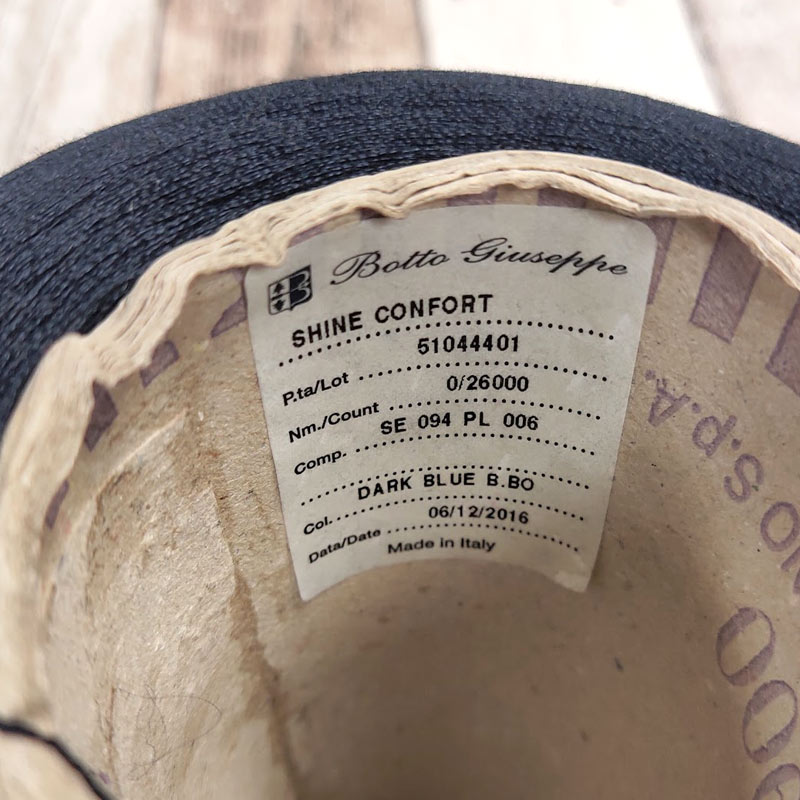 B Botto Giuseppe
SHINE CONFORT
51044401
P.ta/Lot
0/26000
Nm./Count
SE 094 PL 006
Comp.
DARK BLUE B.BO
Col.
06/12/2016
Data/Date
Made in Italy
S.p.A.